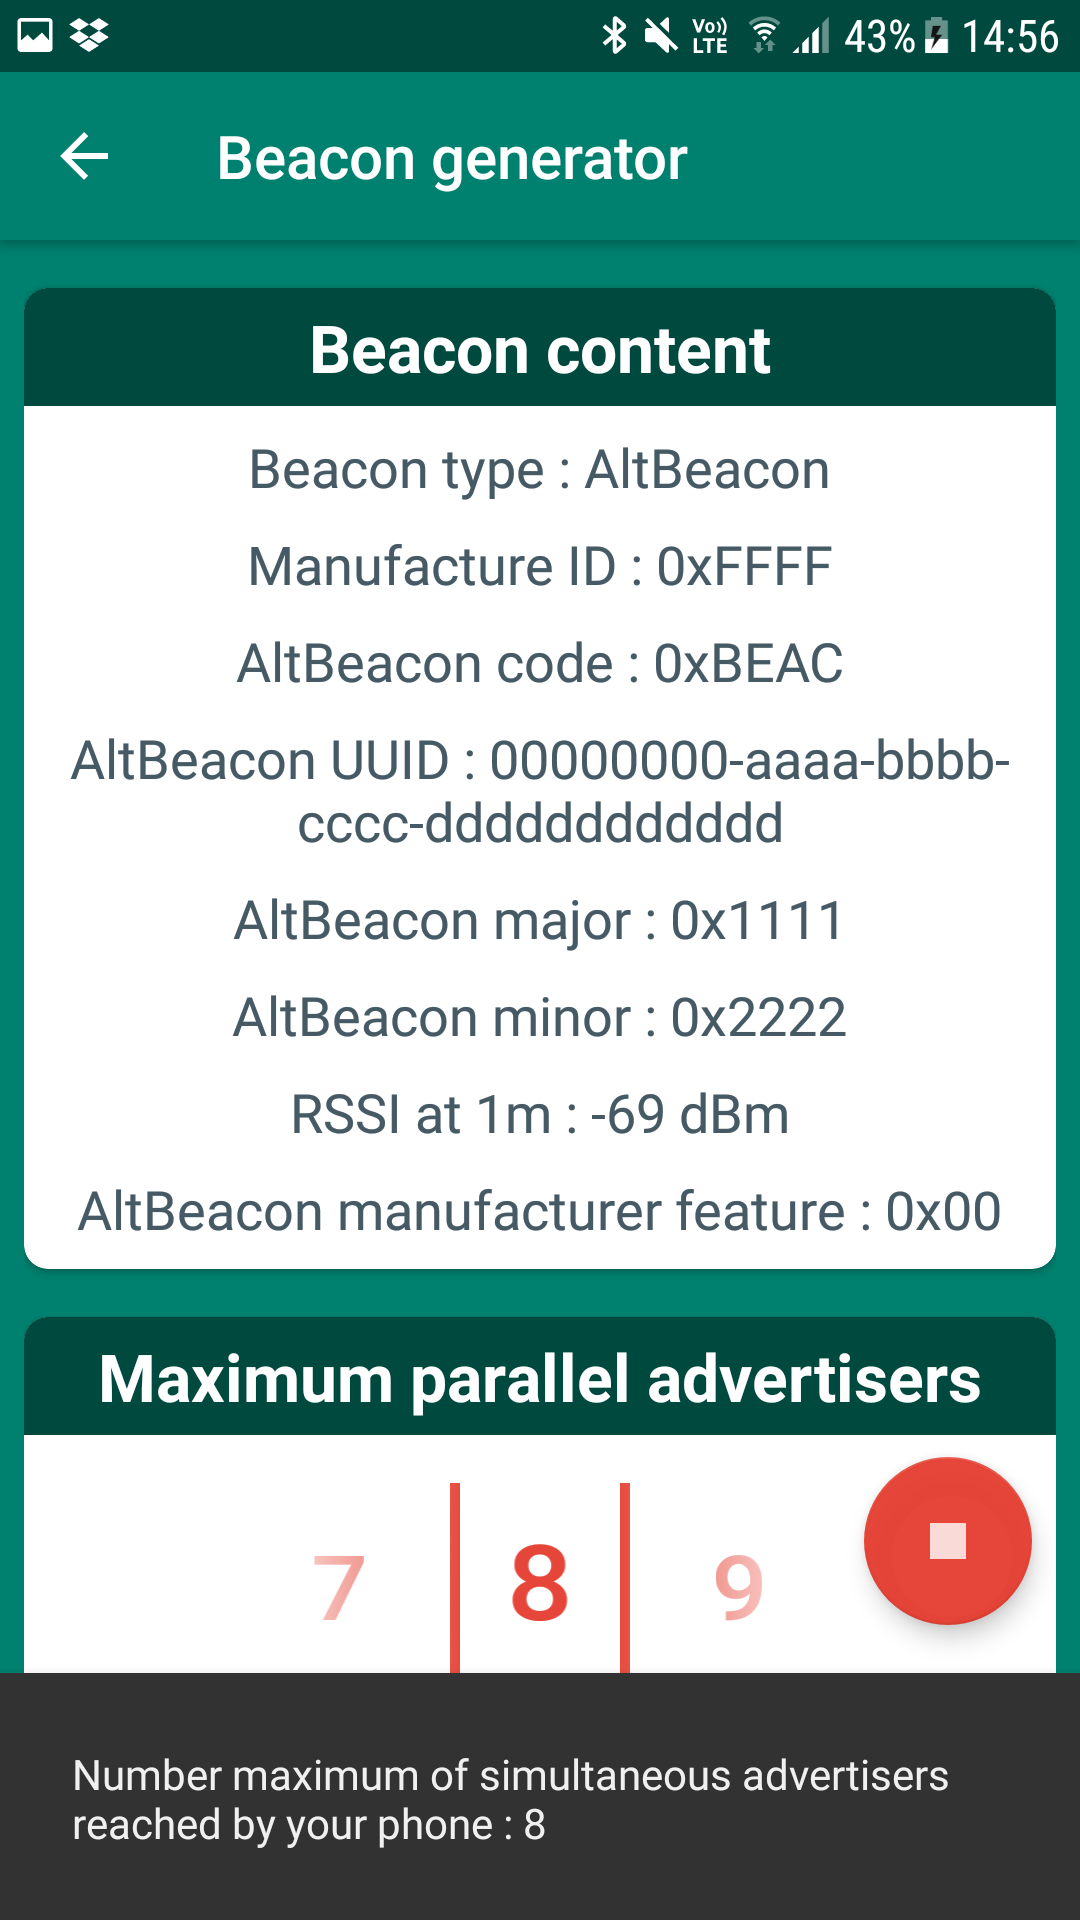 Vo)) LTE 43% 14:56
Beacon generator
Beacon content
Beacon type : AltBeacon
Manufacture ID : 0xFFFF
AltBeacon code : 0xBEAC
AltBeacon UUID : 00000000-aaaa-bbbb-
cccc-dddddddddddd
AltBeacon major : 0x1111
AltBeacon minor : 0x2222
RSSI at 1m : -69 dBm
AltBeacon manufacturer feature : 0x00
Maximum parallel advertisers
7 8 9
Number maximum of simultaneous advertisers
reached by your phone : 8